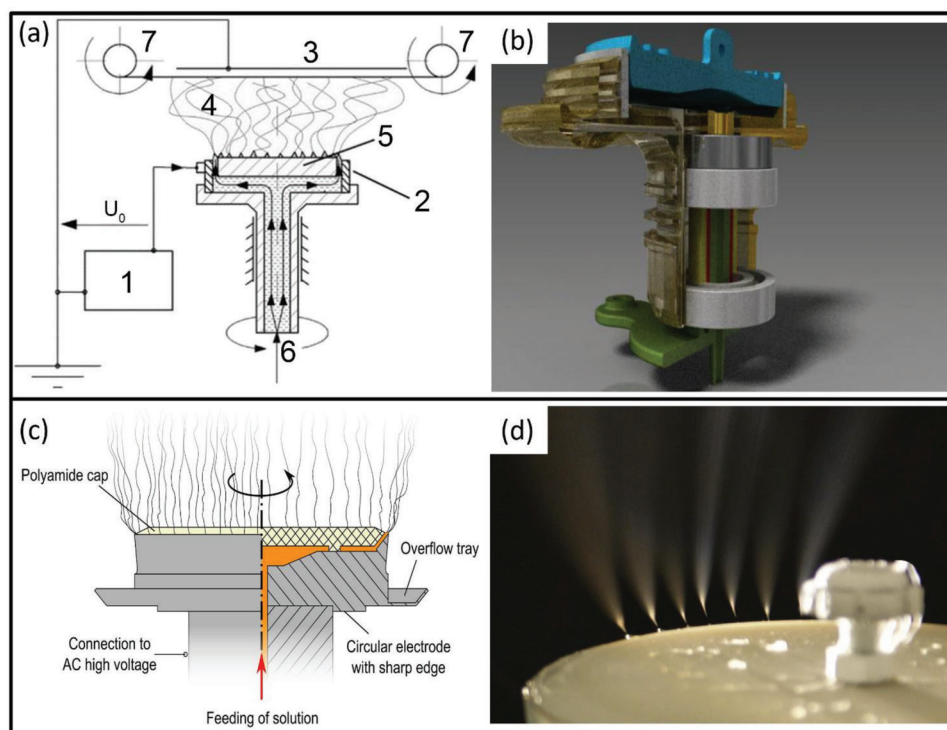 (a)
7
3
7
4
5
2
U₀
1
6
(b)
(c)
Polyamide cap
Overflow tray
Connection to
AC high voltage
Circular electrode
with sharp edge
Feeding of solution
(d)